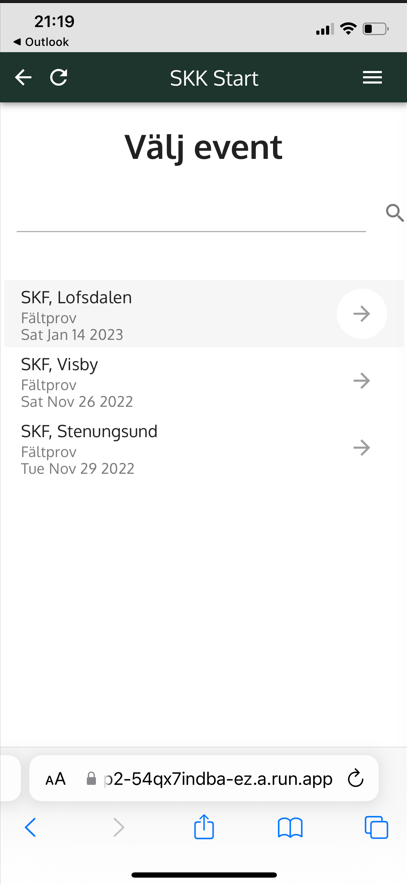 21:19
◀ Outlook
SKK Start
Välj event
SKF, Lofsdalen
Fältprov
Sat Jan 14 2023
SKF, Visby
Fältprov
Sat Nov 26 2022
SKF, Stenungsund
Fältprov
Tue Nov 29 2022
AA p2-54qx7indba-ez.a.run.app